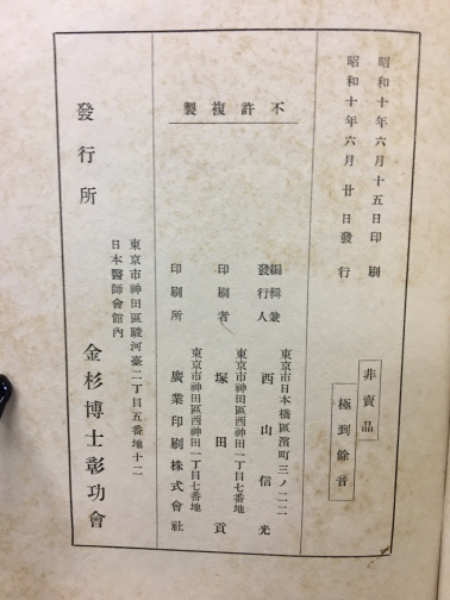 昭和十年六月十五日印刷
昭和十年六月廿日發行
非賣品
極到餘音
不許複製
東京市日本橋區濱町三ノ二二
編輯兼發行人 西山信光
東京市神田區西神田一丁目七番地
印刷者 塚田貢
東京市神田區西神田一丁目七番地
印刷所 廣業印刷株式會社
東京市神田區駿河臺二丁目五番地十二
日本醫師會館內
發行所 金杉博士彰功會